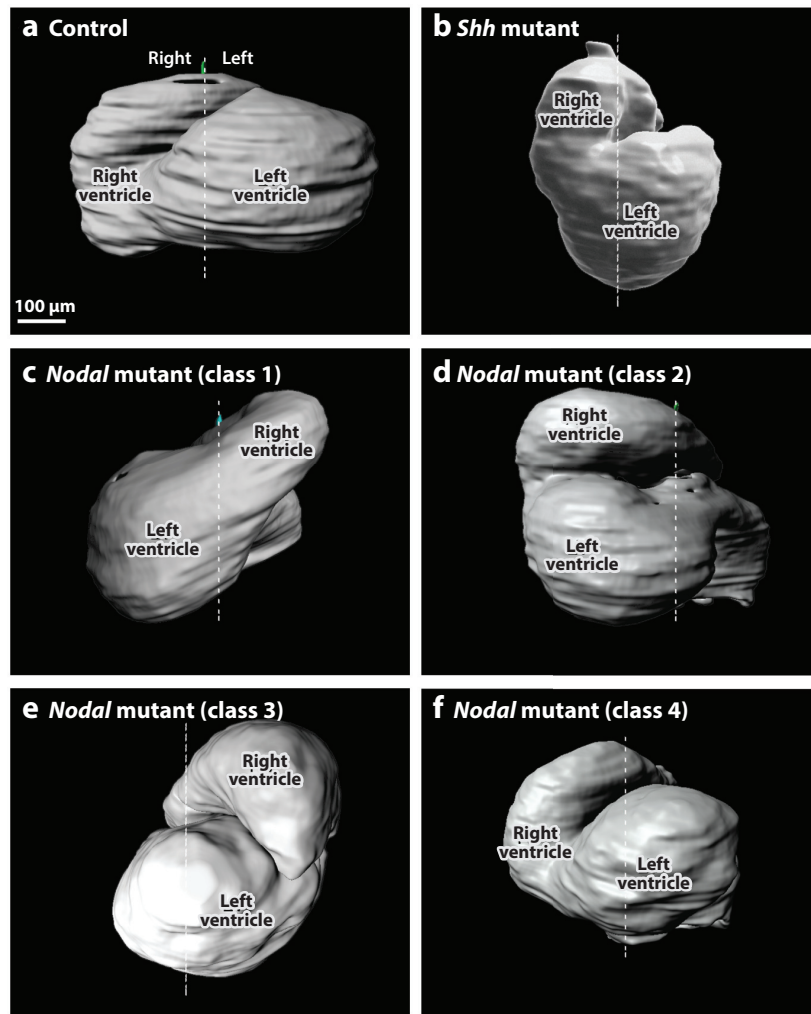 a Control
Right Left
Right
ventricle
Left
ventricle
100 µm
b Shh mutant
Right
ventricle
Left
ventricle
c Nodal mutant (class 1)
Right
ventricle
Left
ventricle
d Nodal mutant (class 2)
Right
ventricle
Left
ventricle
e Nodal mutant (class 3)
Right
ventricle
Left
ventricle
f Nodal mutant (class 4)
Right
ventricle
Left
ventricle